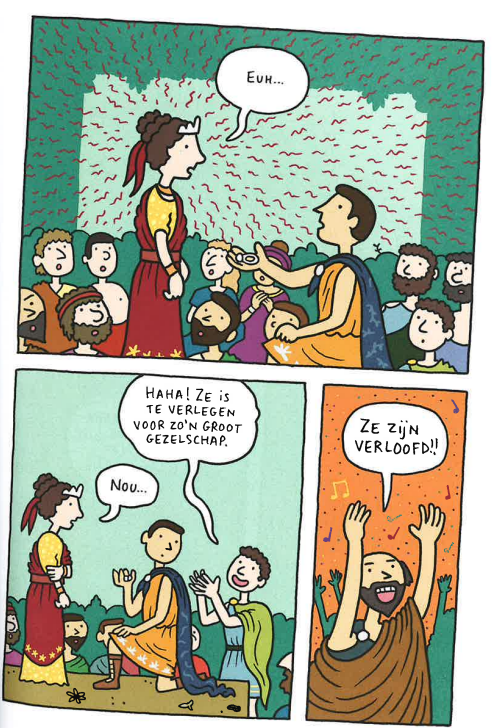 EUH...
HAHA! ZE IS
TE VERLEGEN
VOOR ZO'N GROOT
GEZELSCHAP.
NOU...
ZE ZIJN
VERLOOFD!!